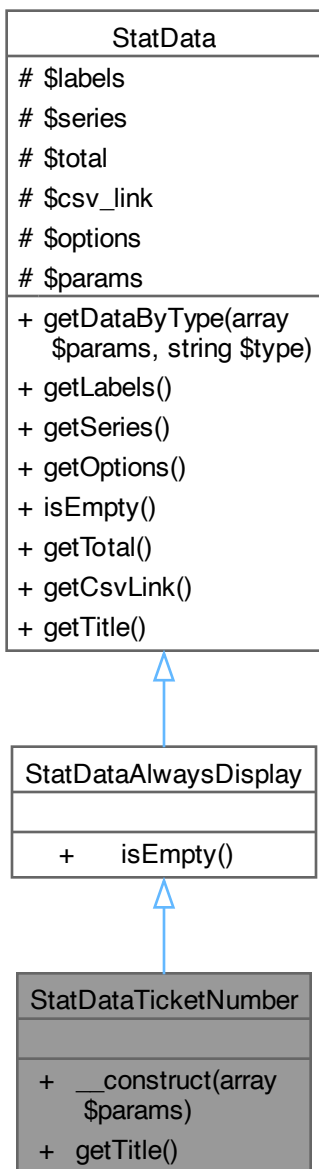 StatData
# $labels
# $series
# $total
# $csv_link
# $options
# $params
+ getDataByType(array
$params, string $type)
+ getLabels()
+ getSeries()
+ getOptions()
+ isEmpty()
+ getTotal()
+ getCsvLink()
+ getTitle()
StatDataAlwaysDisplay
+ isEmpty()
StatDataTicketNumber
+ __construct(array
$params)
+ getTitle()